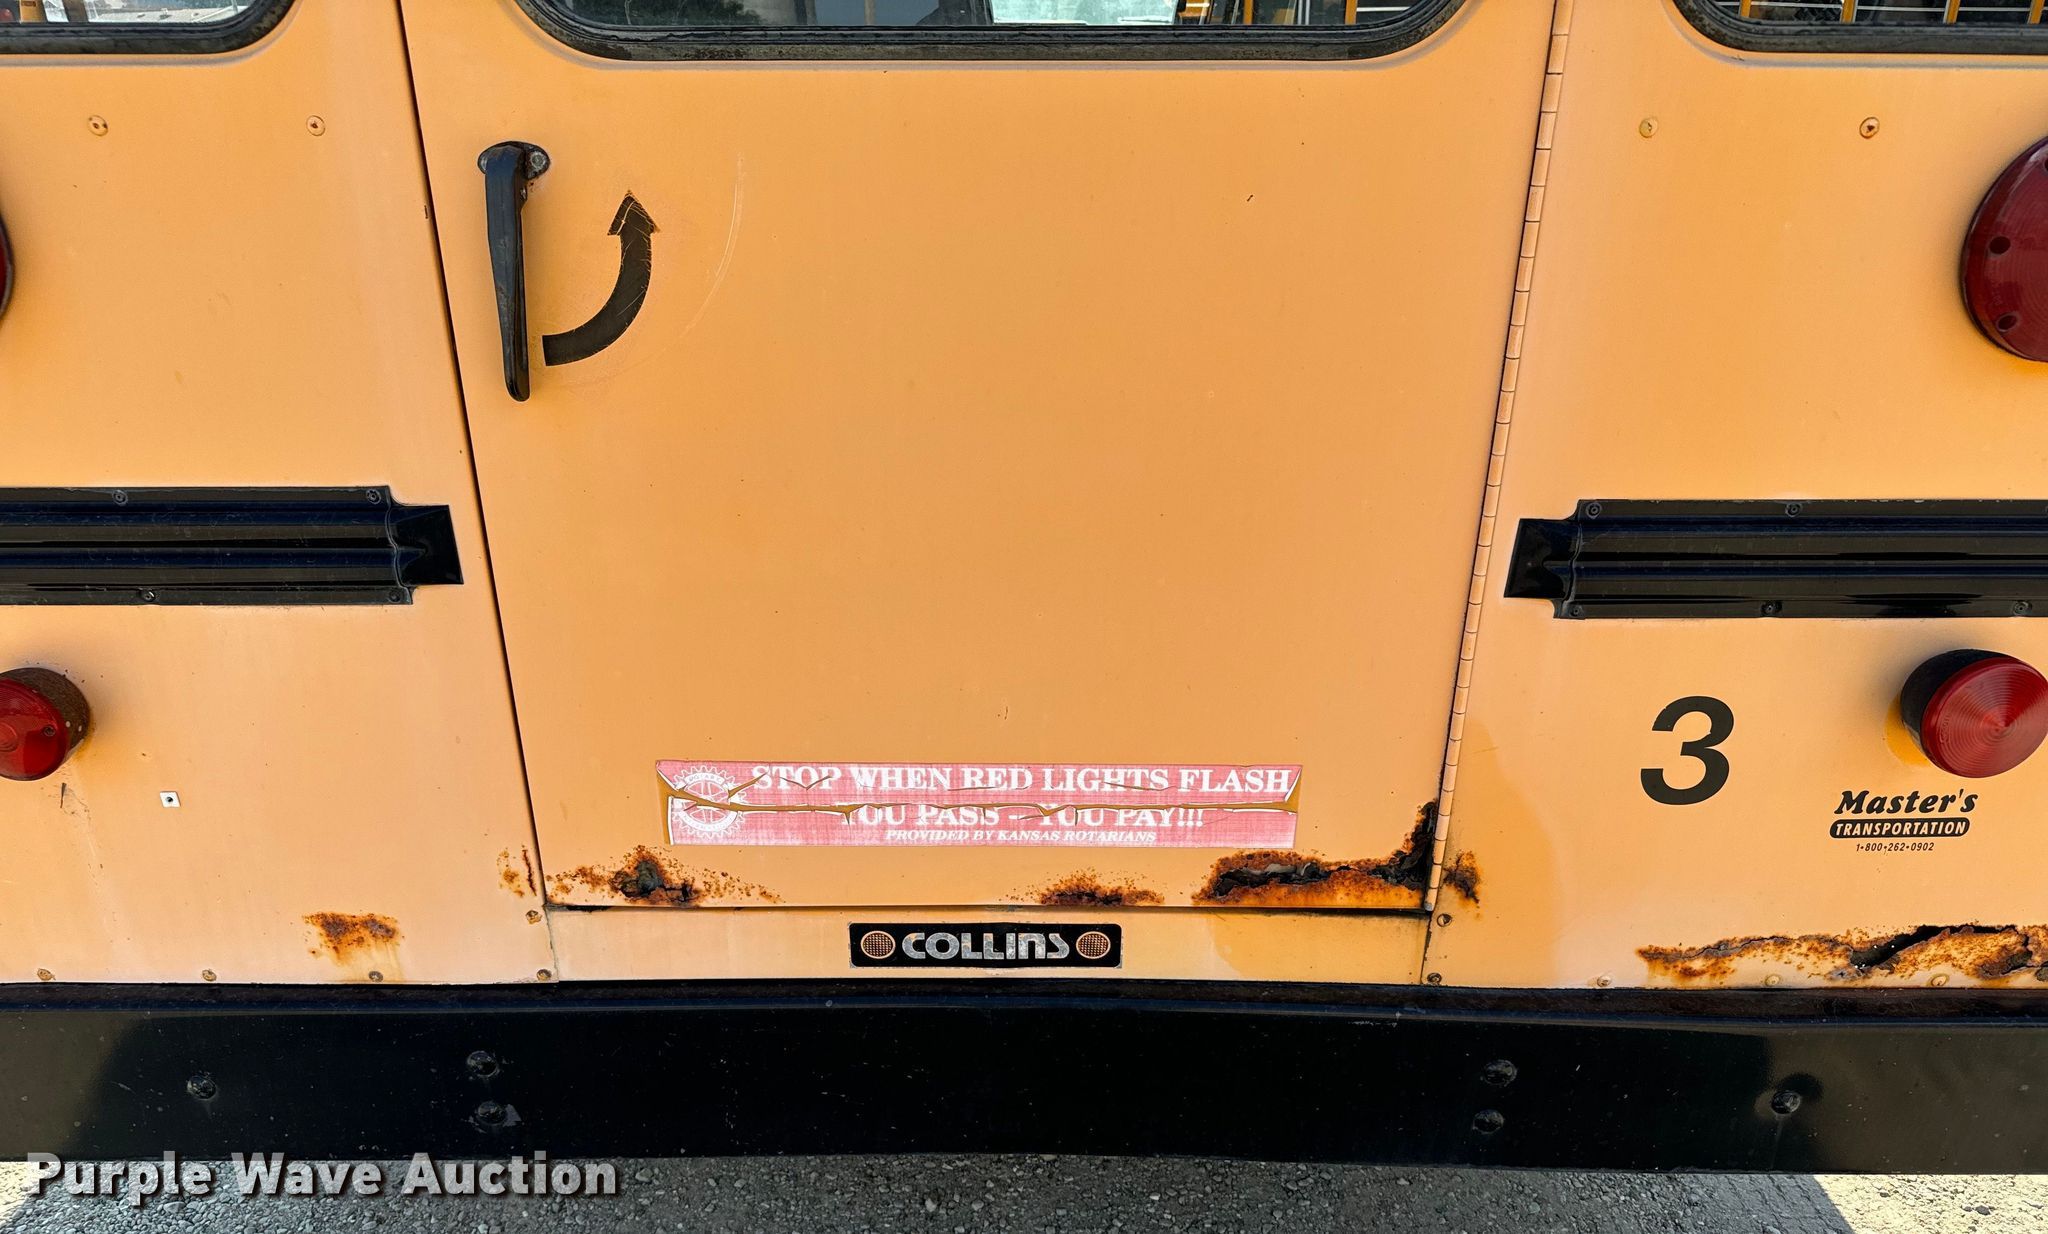 STOP WHEN RED LIGHTS FLASH
YOU PASS - YOU PAY!!!
PROVIDED BY KANSAS ROTARIANS
3
Master's
TRANSPORTATION
1-800-262-0902
COLLINS
Purple Wave Auction